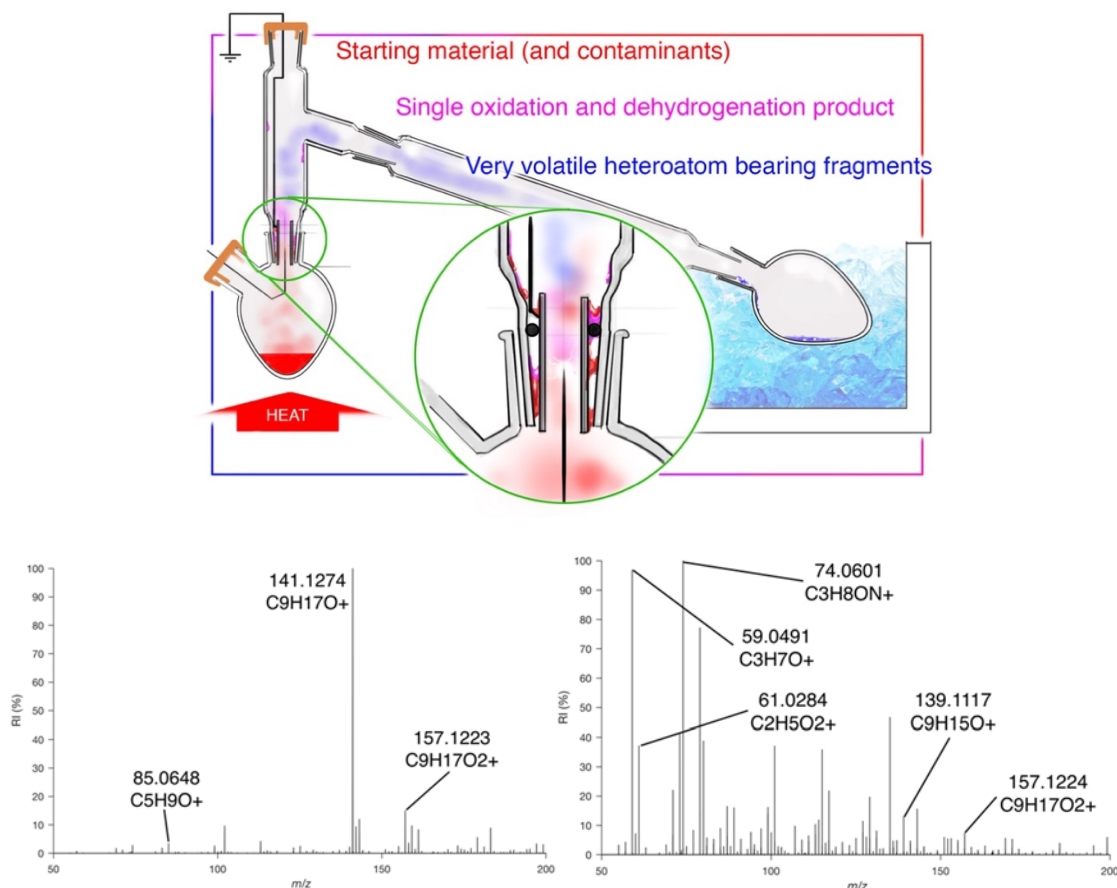 Starting material (and contaminants)
Single oxidation and dehydrogenation product
Very volatile heteroatom bearing fragments
HEAT
141.1274
C9H17O+
157.1223
C9H17O2+
85.0648
C5H9O+
RI (%)
100
90
80
70
60
50
40
30
20
10
0
50
100
150
200
m/z
74.0601
C3H8ON+
59.0491
C3H7O+
61.0284
C2H5O2+
139.1117
C9H15O+
157.1224
C9H17O2+
RI (%)
100
90
80
70
60
50
40
30
20
10
0
50
100
150
200
m/z